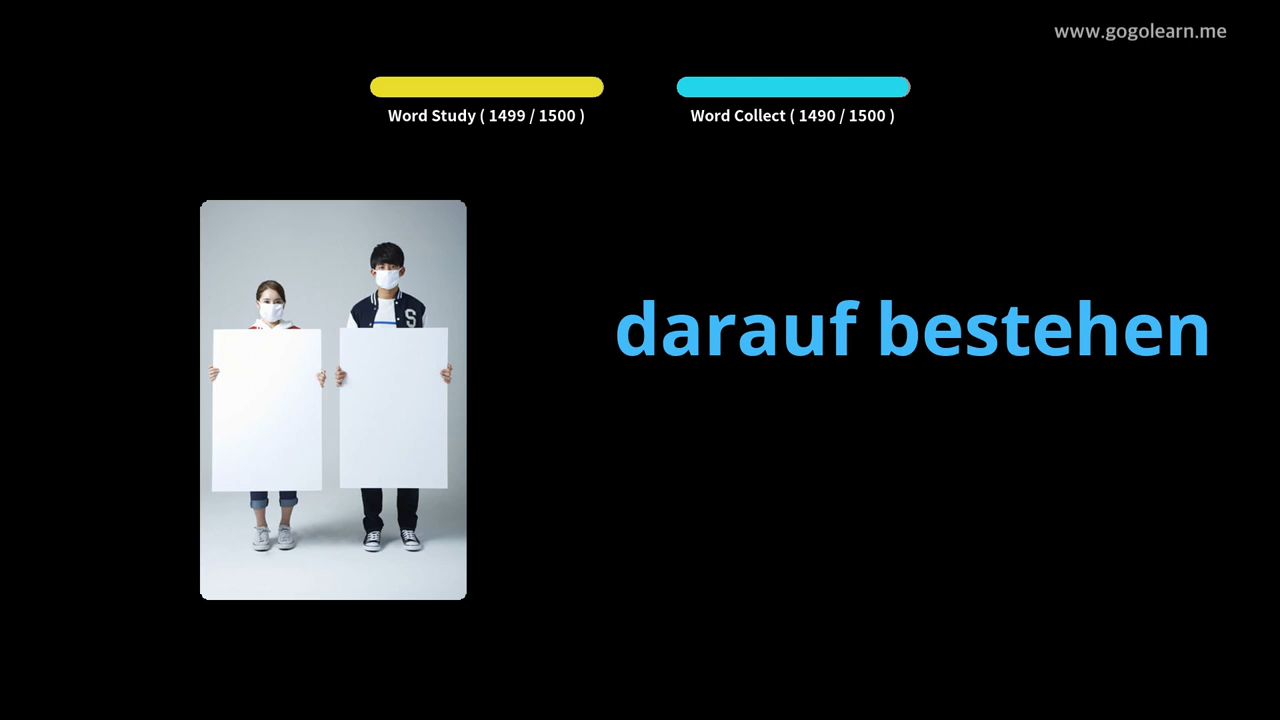 www.gogolearn.me
Word Study ( 1499 / 1500 )
Word Collect ( 1490 / 1500 )
S
darauf bestehen